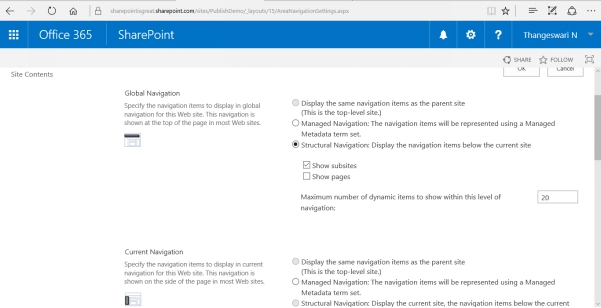 sharepointisgreat.sharepoint.com/sites/PublishDemo/_layouts/15/AreaNavigationSettings.aspx
Office 365 SharePoint ? Thangeswari N
SHARE FOLLOW
Site Contents
OK Cancel
Global Navigation
Specify the navigation items to display in global
navigation for this Web site. This navigation is
shown at the top of the page in most Web sites.
Display the same navigation items as the parent site
(This is the top-level site.)
Managed Navigation: The navigation items will be represented using a Managed
Metadata term set.
Structural Navigation: Display the navigation items below the current site
Show subsites
Show pages
Maximum number of dynamic items to show within this level of
navigation:
20
Current Navigation
Specify the navigation items to display in current
navigation for this Web site. This navigation is
shown on the side of the page in most Web sites.
Display the same navigation items as the parent site
(This is the top-level site.)
Managed Navigation: The navigation items will be represented using a Managed
Metadata term set.
Structural Navigation: Display the current site, the navigation items below the current